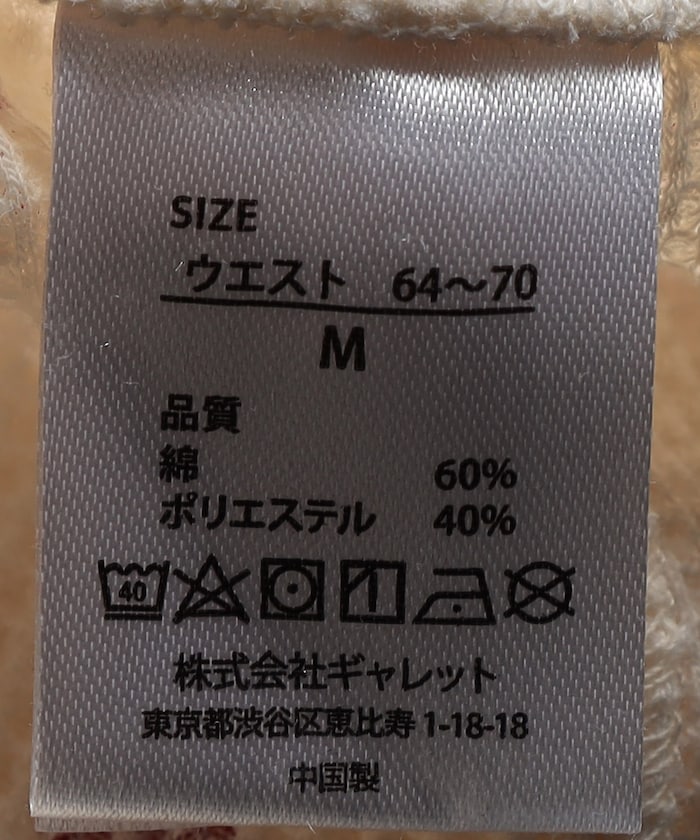 SIZE
ウエスト 64〜70
M
品質
綿 60%
ポリエステル 40%
40
株式会社ギャレット
東京都渋谷区恵比寿 1-18-18
中国製